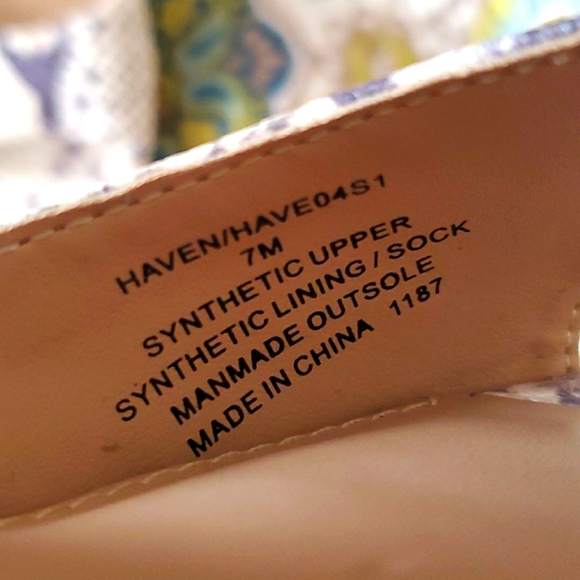 HAVEN/HAVE04S1
7M
SYNTHETIC UPPER
SYNTHETIC LINING / SOCK
MANMADE OUTSOLE
MADE IN CHINA 1187